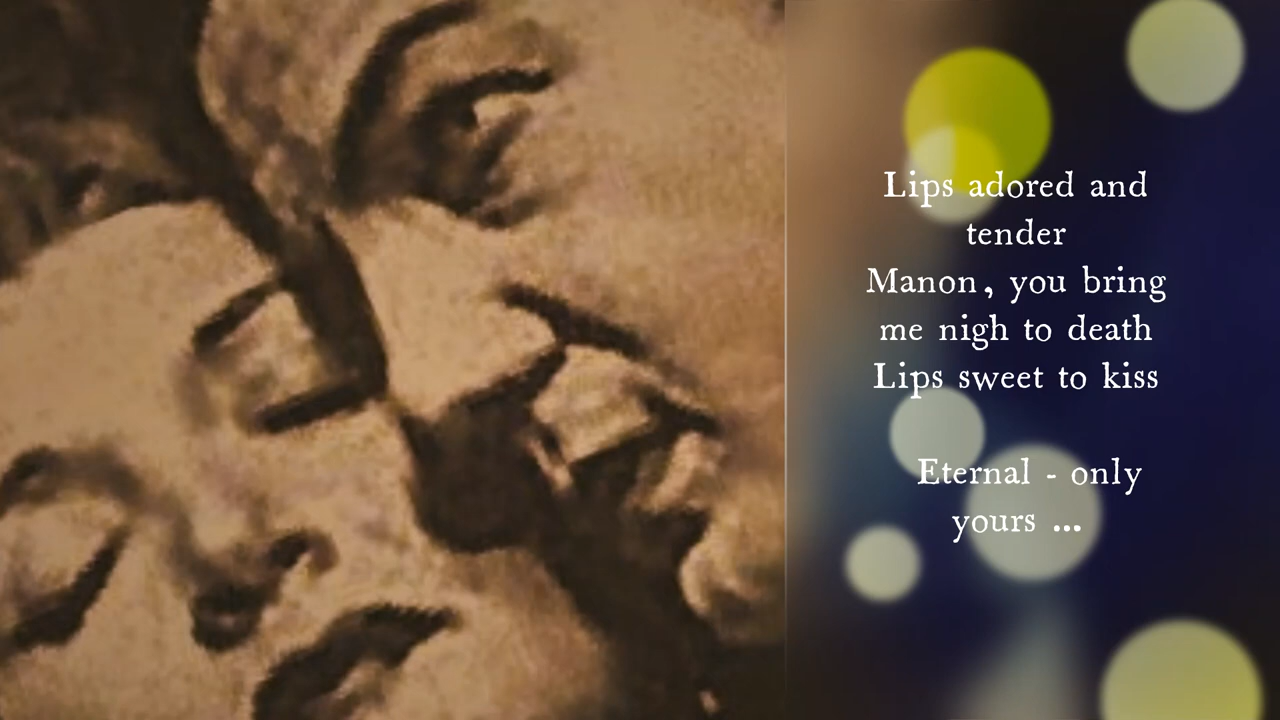 Lips adored and
tender
Manon, you bring
me nigh to death
Lips sweet to kiss
Eternal - only
yours ...